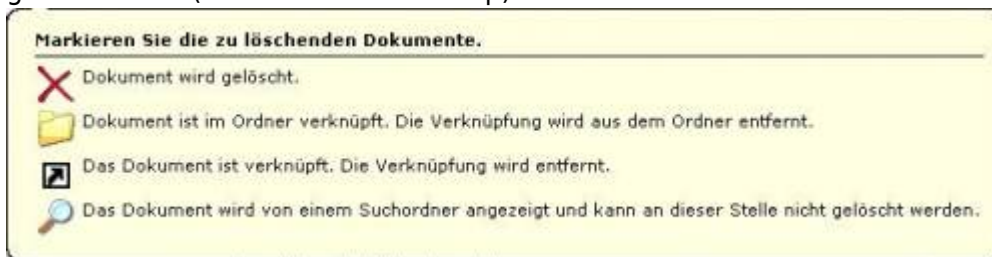 Markieren Sie die zu löschenden Dokumente.
Dokument wird gelöscht.
Dokument ist im Ordner verknüpft. Die Verknüpfung wird aus dem Ordner entfernt.
Das Dokument ist verknüpft. Die Verknüpfung wird entfernt.
Das Dokument wird von einem Suchordner angezeigt und kann an dieser Stelle nicht gelöscht werden.